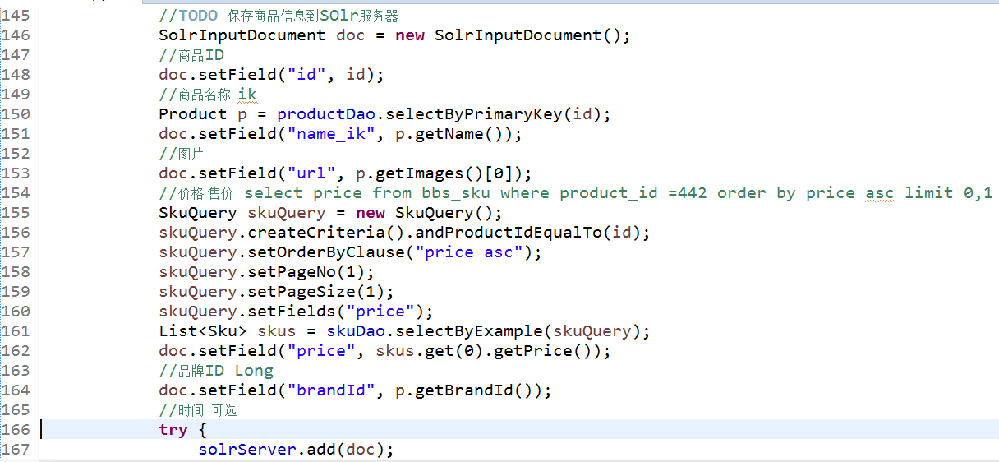 145 //TODO 保存商品信息到SOlr服务器
146 SolrInputDocument doc = new SolrInputDocument();
147 //商品ID
148 doc.setField("id", id);
149 //商品名称 ik
150 Product p = productDao.selectByPrimaryKey(id);
151 doc.setField("name_ik", p.getName());
152 //图片
153 doc.setField("url", p.getImages()[0]);
154 //价格 售价 select price from bbs_sku where product_id =442 order by price asc limit 0,1
155 SkuQuery skuQuery = new SkuQuery();
156 skuQuery.createCriteria().andProductIdEqualTo(id);
157 skuQuery.setOrderByClause("price asc");
158 skuQuery.setPageNo(1);
159 skuQuery.setPageSize(1);
160 skuQuery.setFields("price");
161 List<Sku> skus = skuDao.selectByExample(skuQuery);
162 doc.setField("price", skus.get(0).getPrice());
163 //品牌ID Long
164 doc.setField("brandId", p.getBrandId());
165 //时间 可选
166 try {
167 solrServer.add(doc);